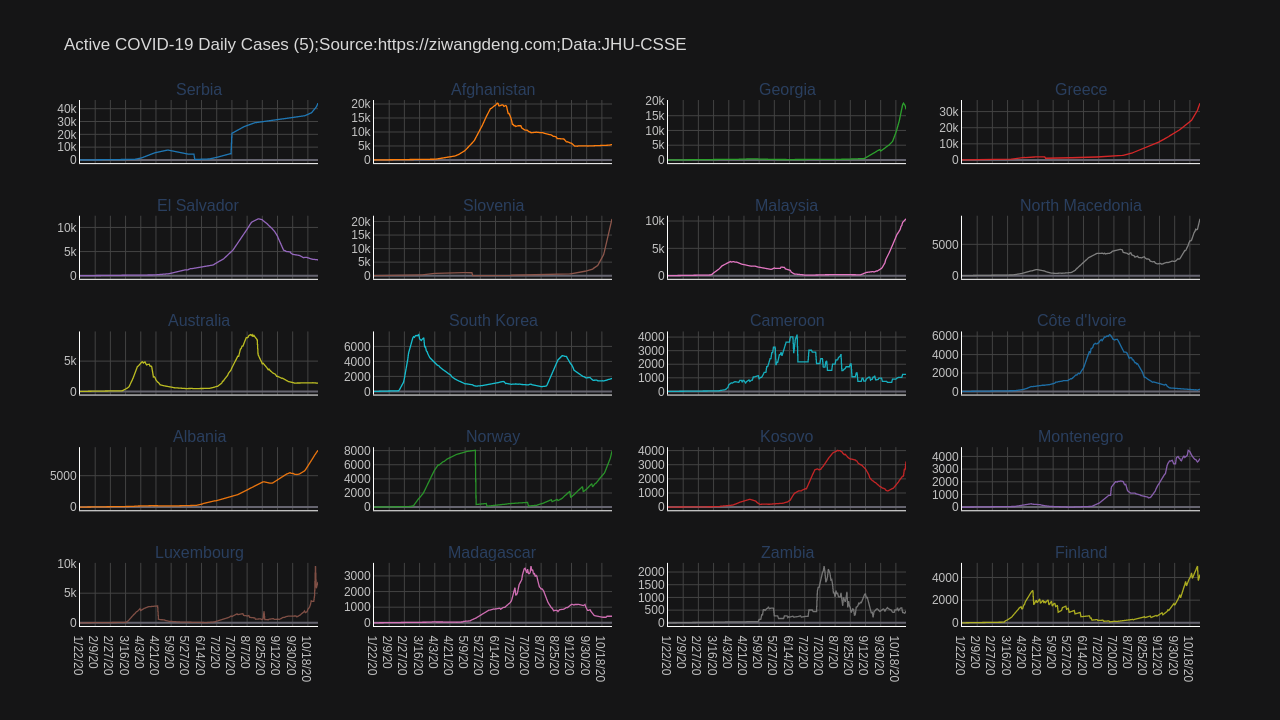 Active COVID-19 Daily Cases (5);Source:https://ziwangdeng.com;Data:JHU-CSSE
Serbia
40k
30k
20k
10k
0
Afghanistan
20k
15k
10k
5k
0
Georgia
20k
15k
10k
5k
0
Greece
30k
20k
10k
0
El Salvador
10k
5k
0
Slovenia
20k
15k
10k
5k
0
Malaysia
10k
5k
0
North Macedonia
5000
0
Australia
5k
0
South Korea
6000
4000
2000
0
Cameroon
4000
3000
2000
1000
0
Côte d'Ivoire
6000
4000
2000
0
Albania
5000
0
Norway
8000
6000
4000
2000
0
Kosovo
4000
3000
2000
1000
0
Montenegro
4000
3000
2000
1000
0
Luxembourg
10k
5k
0
Madagascar
3000
2000
1000
0
Zambia
2000
1500
1000
500
0
Finland
4000
2000
0
1/22/20 2/9/20 2/27/20 3/16/20 4/3/20 4/21/20 5/9/20 5/27/20 6/14/20 7/2/20 7/20/20 8/7/20 8/25/20 9/12/20 9/30/20 10/18/20
1/22/20 2/9/20 2/27/20 3/16/20 4/3/20 4/21/20 5/9/20 5/27/20 6/14/20 7/2/20 7/20/20 8/7/20 8/25/20 9/12/20 9/30/20 10/18/20
1/22/20 2/9/20 2/27/20 3/16/20 4/3/20 4/21/20 5/9/20 5/27/20 6/14/20 7/2/20 7/20/20 8/7/20 8/25/20 9/12/20 9/30/20 10/18/20
1/22/20 2/9/20 2/27/20 3/16/20 4/3/20 4/21/20 5/9/20 5/27/20 6/14/20 7/2/20 7/20/20 8/7/20 8/25/20 9/12/20 9/30/20 10/18/20